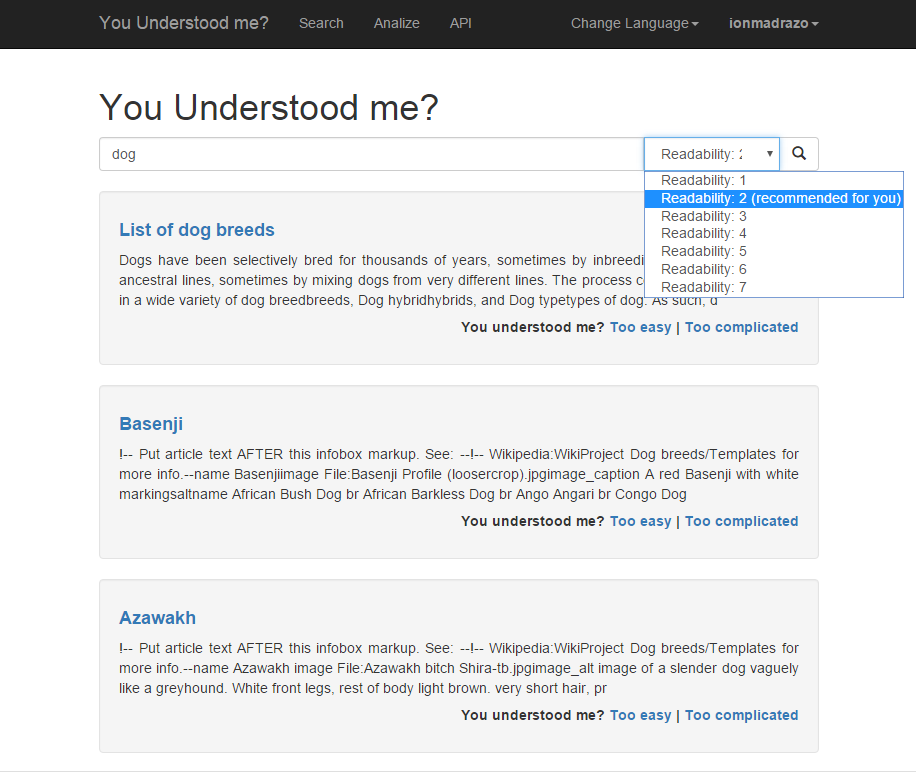 You Understood me? Search Analize API Change Language ionmadrazo
You Understood me?
dog Readability: 2
Readability: 1
Readability: 2 (recommended for you)
Readability: 3
Readability: 4
Readability: 5
Readability: 6
Readability: 7
List of dog breeds
Dogs have been selectively bred for thousands of years, sometimes by inbreedi
ancestral lines, sometimes by mixing dogs from very different lines. The process c
in a wide variety of dog breedbreeds, Dog hybridhybrids, and Dog typetypes of dog. As such, d
You understood me? Too easy | Too complicated
Basenji
!-- Put article text AFTER this infobox markup. See: --!-- Wikipedia:WikiProject Dog breeds/Templates for
more info.--name Basenjiimage File:Basenji Profile (loosercrop).jpgimage_caption A red Basenji with white
markingsaltname African Bush Dog br African Barkless Dog br Ango Angari br Congo Dog
You understood me? Too easy | Too complicated
Azawakh
!-- Put article text AFTER this infobox markup. See: --!-- Wikipedia:WikiProject Dog breeds/Templates for
more info.--name Azawakh image File:Azawakh bitch Shira-tb.jpgimage_alt image of a slender dog vaguely
like a greyhound. White front legs, rest of body light brown. very short hair, pr
You understood me? Too easy | Too complicated